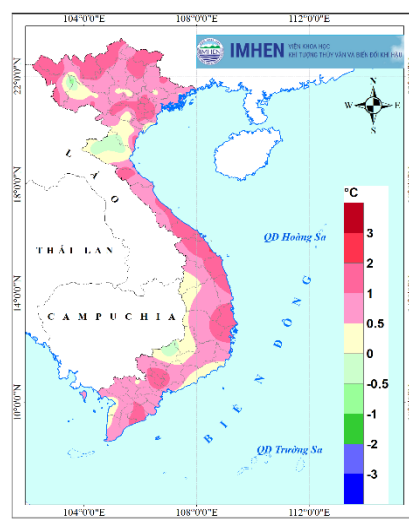 104°0'0"E 108°0'0"E 112°0'0"E
IMHEN
VIỆN KHOA HỌC
KHÍ TƯỢNG THỦY VĂN VÀ BIẾN ĐỔI KHÍ HẬU
22°0'0"N
N
W E
S
LÀO
18°0'0"N
°C
3
2
1
0.5
0
-0.5
-1
-2
-3
QĐ Hoàng Sa
THÁI LAN
14°0'0"N
CAMPUCHIA
BIỂN ĐÔNG
10°0'0"N
QĐ Trường Sa
104°0'0"E 108°0'0"E 112°0'0"E